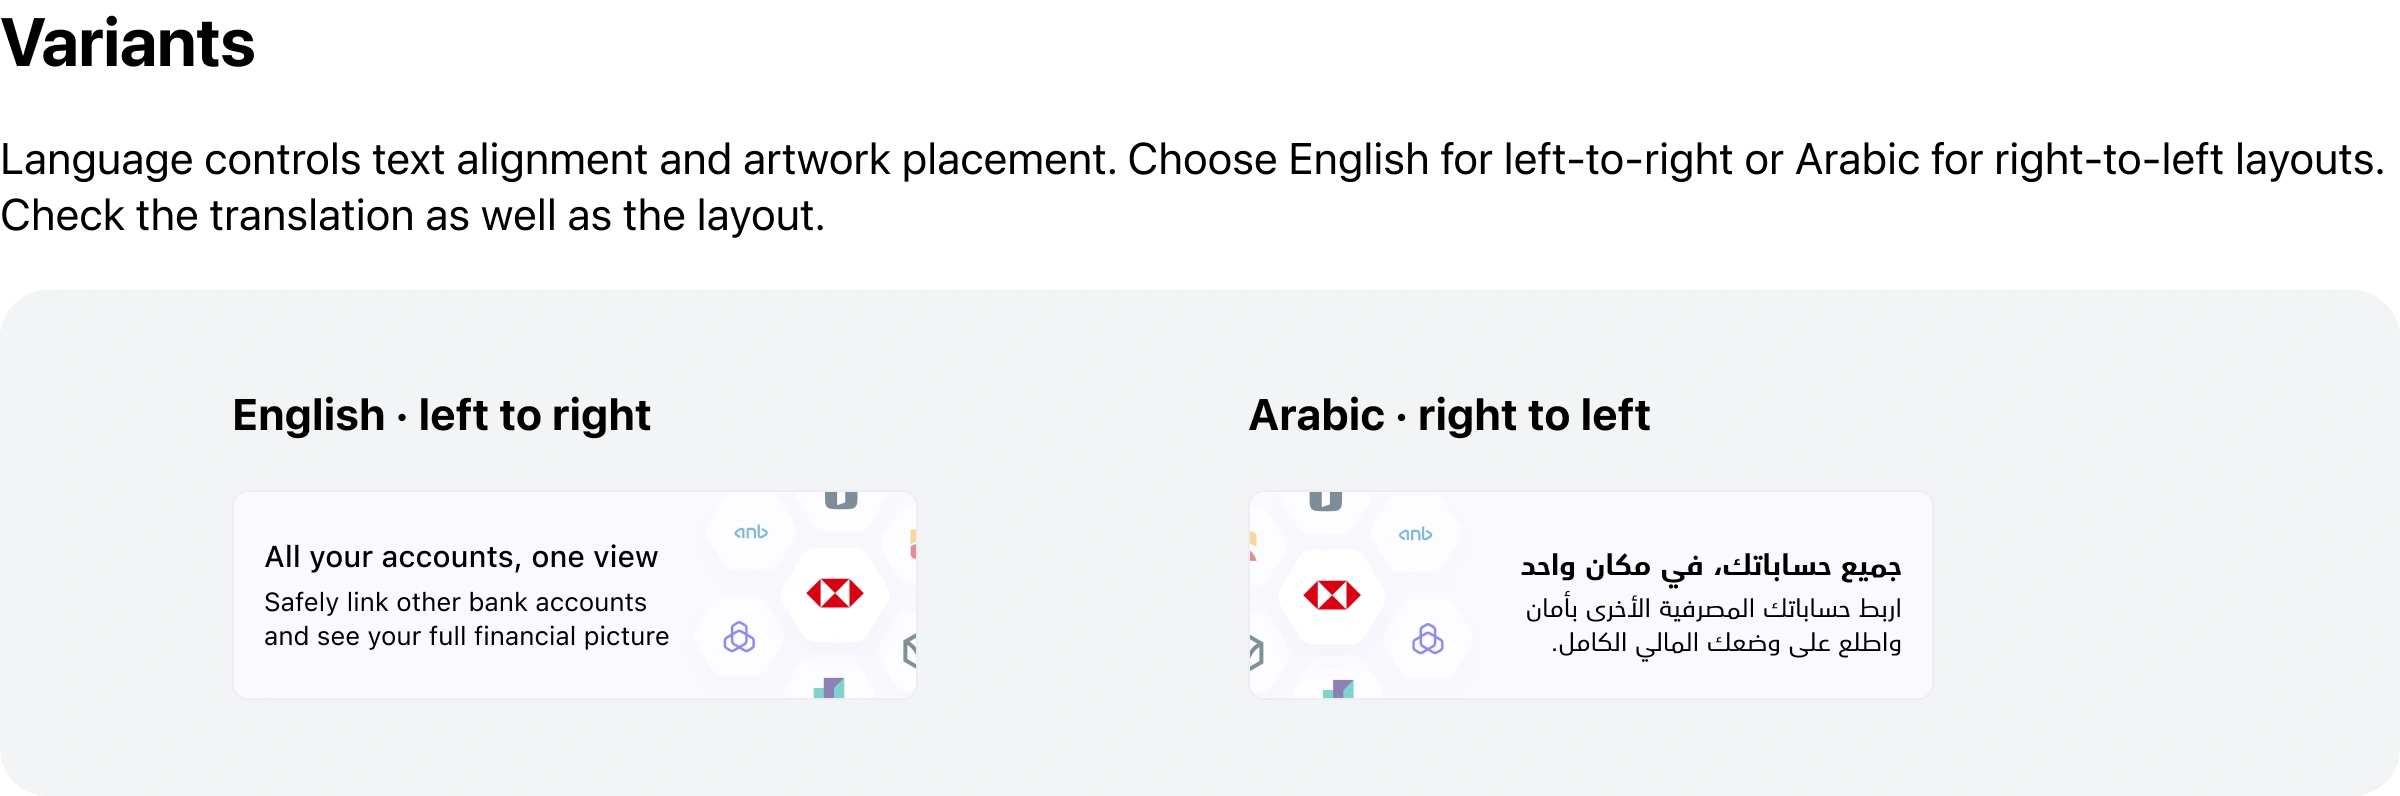 Variants
Language controls text alignment and artwork placement. Choose English for left-to-right or Arabic for right-to-left layouts.
Check the translation as well as the layout.
English · left to right
All your accounts, one view
Safely link other bank accounts
and see your full financial picture
anb
Arabic · right to left
anb
جميع حساباتك، في مكان واحد
اربط حساباتك المصرفية الأخرى بأمان
واطلع على وضعك المالي الكامل.